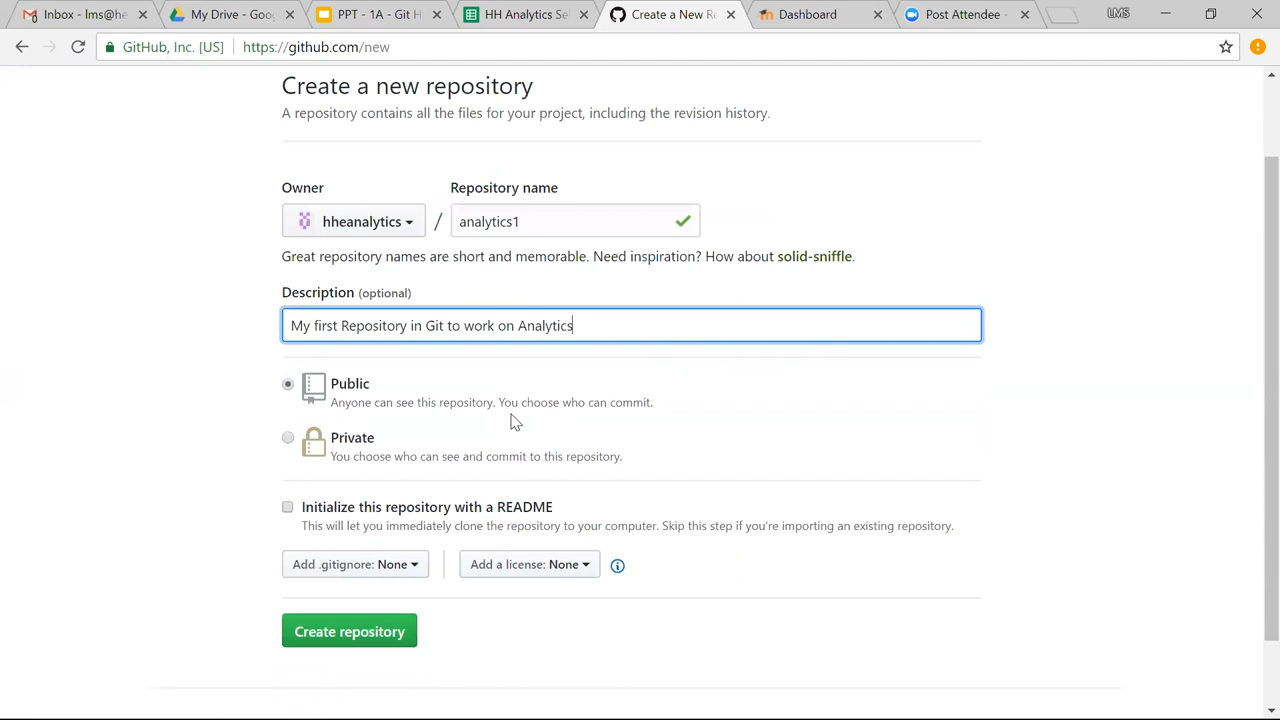 Inbox - lms@he
My Drive - Goo
PPT - 1A - Git H
HH Analytics Se
Create a New R
Dashboard
Post Attendee -
LMS
GitHub, Inc. [US]
https://github.com/new
Create a new repository
A repository contains all the files for your project, including the revision history.
Owner
Repository name
hheanalytics
/
analytics1
Great repository names are short and memorable. Need inspiration? How about solid-sniffle.
Description (optional)
My first Repository in Git to work on Analytics
Public
Anyone can see this repository. You choose who can commit.
Private
You choose who can see and commit to this repository.
Initialize this repository with a README
This will let you immediately clone the repository to your computer. Skip this step if you're importing an existing repository.
Add .gitignore: None
Add a license: None
Create repository